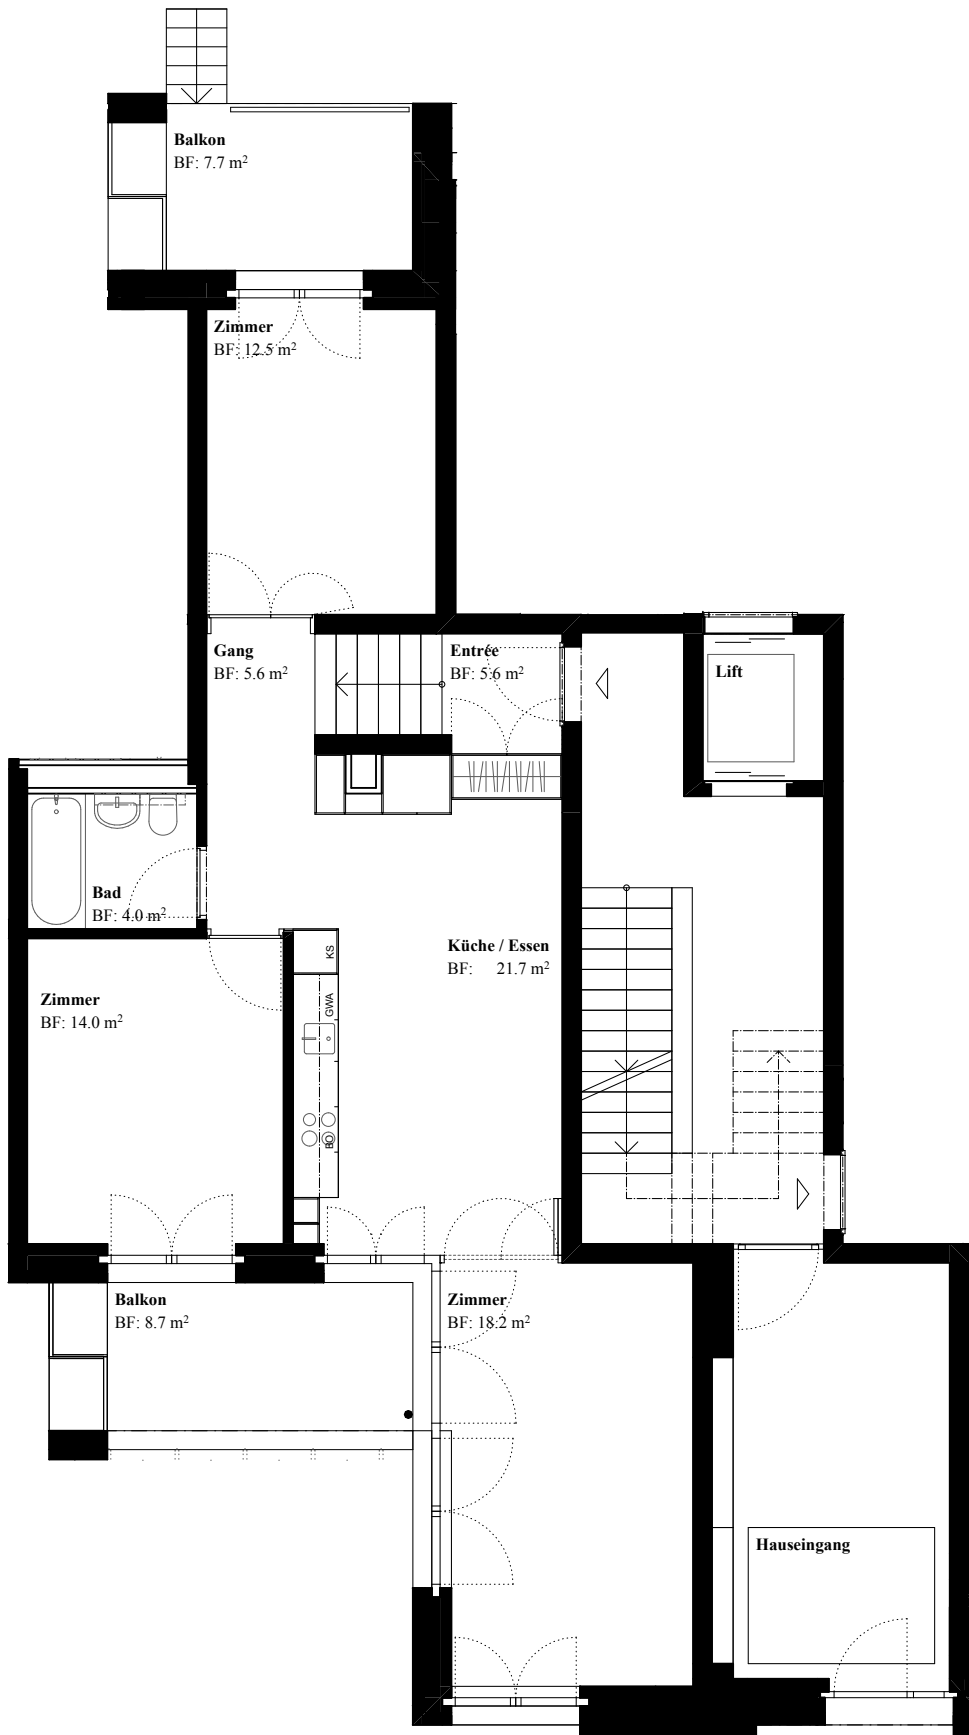 Balkon
BF: 7.7 m²
Zimmer
BF: 12.5 m²
Gang
BF: 5.6 m²
Entrée
BF: 5.6 m²
Lift
Bad
BF: 4.0 m²
Küche / Essen
BF: 21.7 m²
KS
GWA
BO
Zimmer
BF: 14.0 m²
Balkon
BF: 8.7 m²
Zimmer
BF: 18.2 m²
Hauseingang